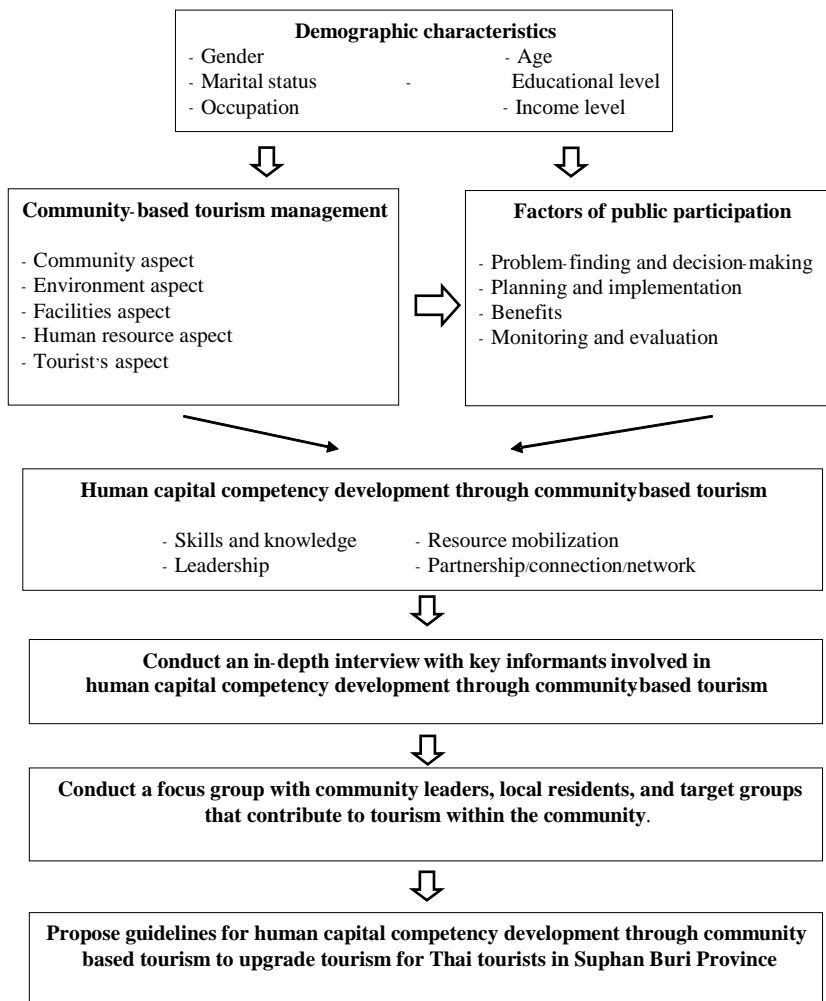 Demographic characteristics
- Gender - Age
- Marital status - Educational level
- Occupation - Income level
Community-based tourism management
- Community aspect
- Environment aspect
- Facilities aspect
- Human resource aspect
- Tourist's aspect
Factors of public participation
- Problem-finding and decision-making
- Planning and implementation
- Benefits
- Monitoring and evaluation
Human capital competency development through communitybased tourism
- Skills and knowledge - Resource mobilization
- Leadership - Partnership/connection/network
Conduct an in-depth interview with key informants involved in
human capital competency development through communitybased tourism
Conduct a focus group with community leaders, local residents, and target groups
that contribute to tourism within the community.
Propose guidelines for human capital competency development through community
based tourism to upgrade tourism for Thai tourists in Suphan Buri Province